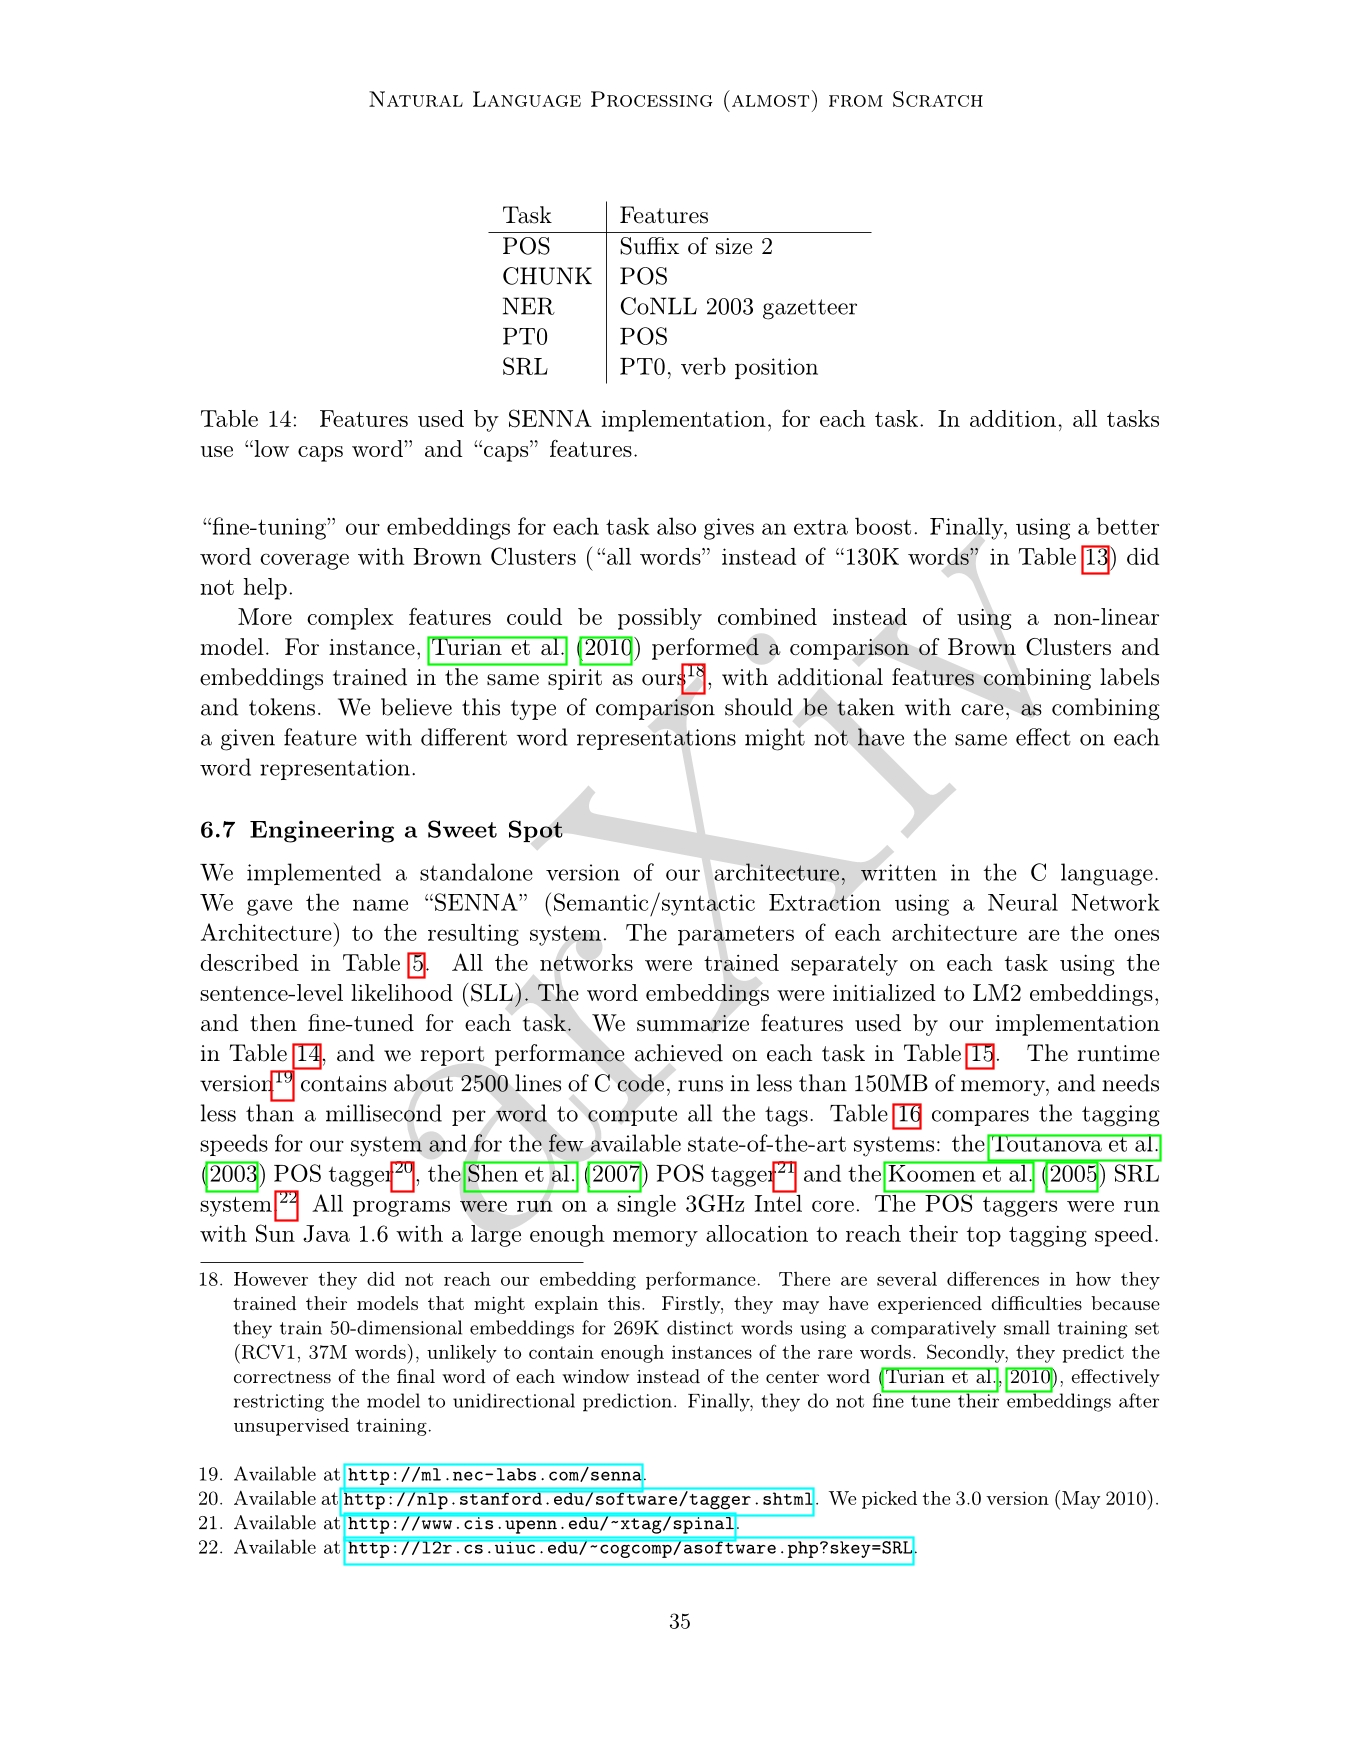 Natural Language Processing (almost) from Scratch
Task Features
POS Suffix of size 2
CHUNK POS
NER CoNLL 2003 gazetteer
PT0 POS
SRL PT0, verb position
Table 14: Features used by SENNA implementation, for each task. In addition, all tasks
use “low caps word” and “caps” features.
“fine-tuning” our embeddings for each task also gives an extra boost. Finally, using a better
word coverage with Brown Clusters (“all words” instead of “130K words” in Table 13) did
not help.
More complex features could be possibly combined instead of using a non-linear
model. For instance, Turian et al. (2010) performed a comparison of Brown Clusters and
embeddings trained in the same spirit as ours18, with additional features combining labels
and tokens. We believe this type of comparison should be taken with care, as combining
a given feature with different word representations might not have the same effect on each
word representation.
6.7 Engineering a Sweet Spot
We implemented a standalone version of our architecture, written in the C language.
We gave the name “SENNA” (Semantic/syntactic Extraction using a Neural Network
Architecture) to the resulting system. The parameters of each architecture are the ones
described in Table 5. All the networks were trained separately on each task using the
sentence-level likelihood (SLL). The word embeddings were initialized to LM2 embeddings,
and then fine-tuned for each task. We summarize features used by our implementation
in Table 14, and we report performance achieved on each task in Table 15. The runtime
version19 contains about 2500 lines of C code, runs in less than 150MB of memory, and needs
less than a millisecond per word to compute all the tags. Table 16 compares the tagging
speeds for our system and for the few available state-of-the-art systems: the Toutanova et al.
(2003) POS tagger20, the Shen et al. (2007) POS tagger21 and the Koomen et al. (2005) SRL
system.22 All programs were run on a single 3GHz Intel core. The POS taggers were run
with Sun Java 1.6 with a large enough memory allocation to reach their top tagging speed.
18. However they did not reach our embedding performance. There are several differences in how they
trained their models that might explain this. Firstly, they may have experienced difficulties because
they train 50-dimensional embeddings for 269K distinct words using a comparatively small training set
(RCV1, 37M words), unlikely to contain enough instances of the rare words. Secondly, they predict the
correctness of the final word of each window instead of the center word (Turian et al., 2010), effectively
restricting the model to unidirectional prediction. Finally, they do not fine tune their embeddings after
unsupervised training.
19. Available at http://ml.nec-labs.com/senna.
20. Available at http://nlp.stanford.edu/software/tagger.shtml. We picked the 3.0 version (May 2010).
21. Available at http://www.cis.upenn.edu/~xtag/spinal.
22. Available at http://l2r.cs.uiuc.edu/~cogcomp/asoftware.php?skey=SRL.
35
arXiv